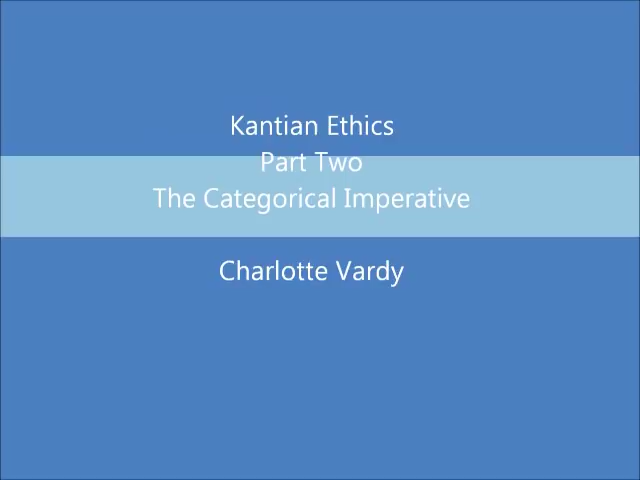 Kantian Ethics
Part Two
The Categorical Imperative
Charlotte Vardy